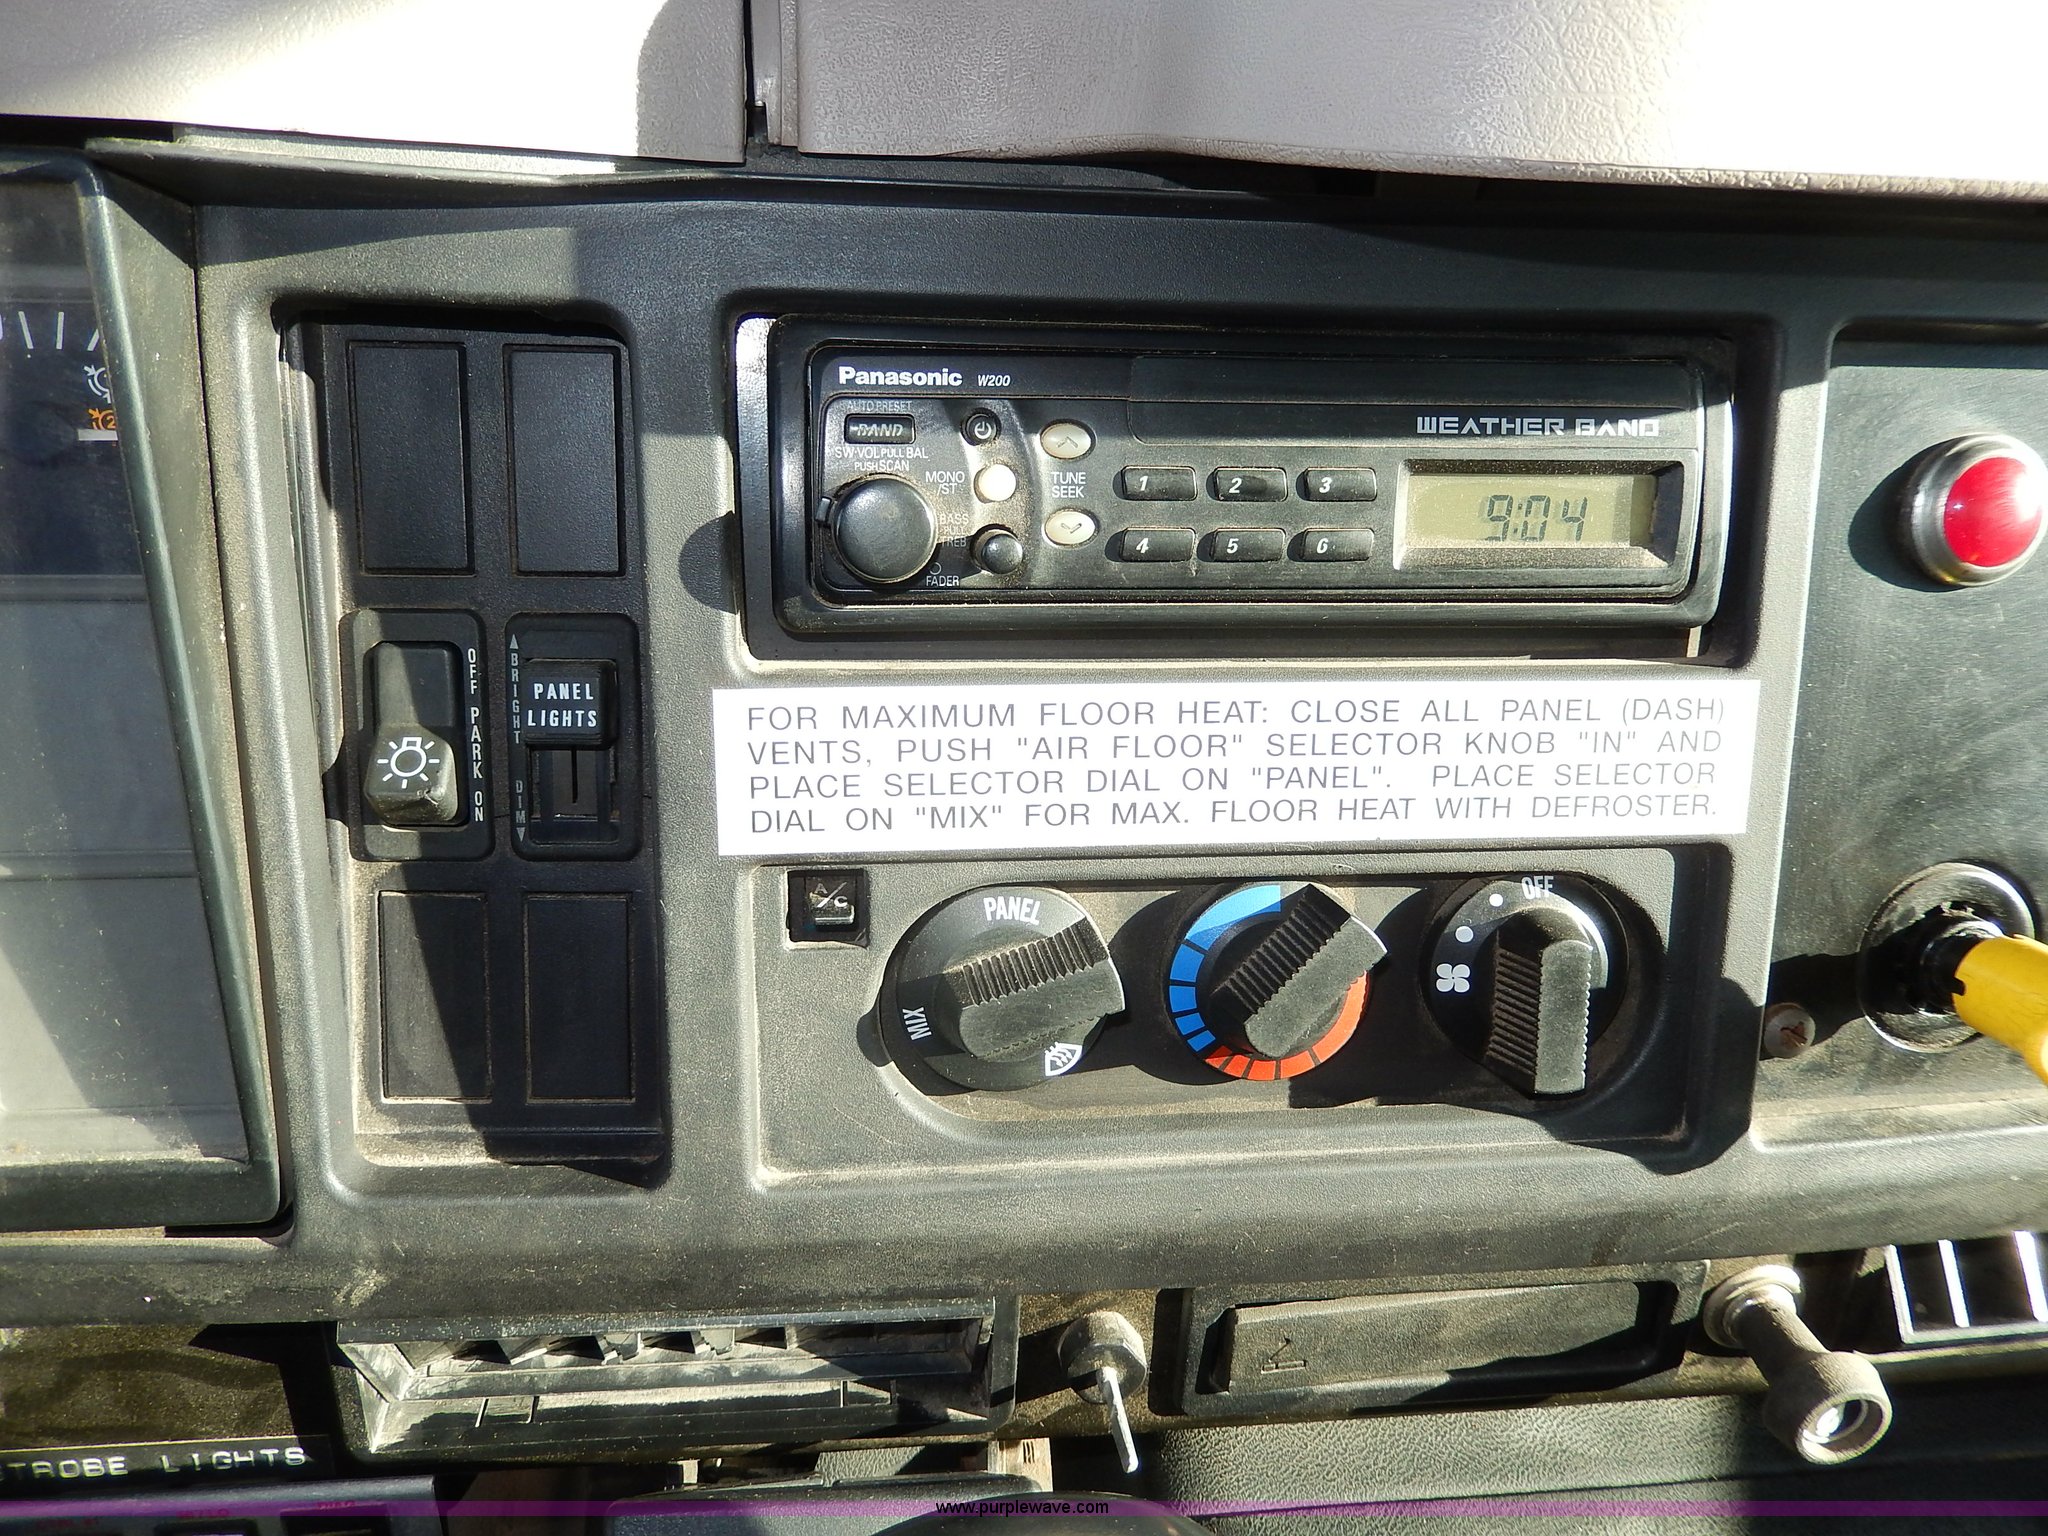 Panasonic W200
AUTO PRESET
BAND
SW·VOL PULL BAL
PUSH SCAN
MONO
/ST
BASS
TREB
FADER
TUNE
SEEK
1 2 3
4 5 6
WEATHER BAND
9:04
OFF PARK ON
BRIGHT DIM
PANEL
LIGHTS
FOR MAXIMUM FLOOR HEAT: CLOSE ALL PANEL (DASH)
VENTS, PUSH "AIR FLOOR" SELECTOR KNOB "IN" AND
PLACE SELECTOR DIAL ON "PANEL". PLACE SELECTOR
DIAL ON "MIX" FOR MAX. FLOOR HEAT WITH DEFROSTER.
A/C
PANEL
MIX
OFF
STROBE LIGHTS
www.purplewave.com